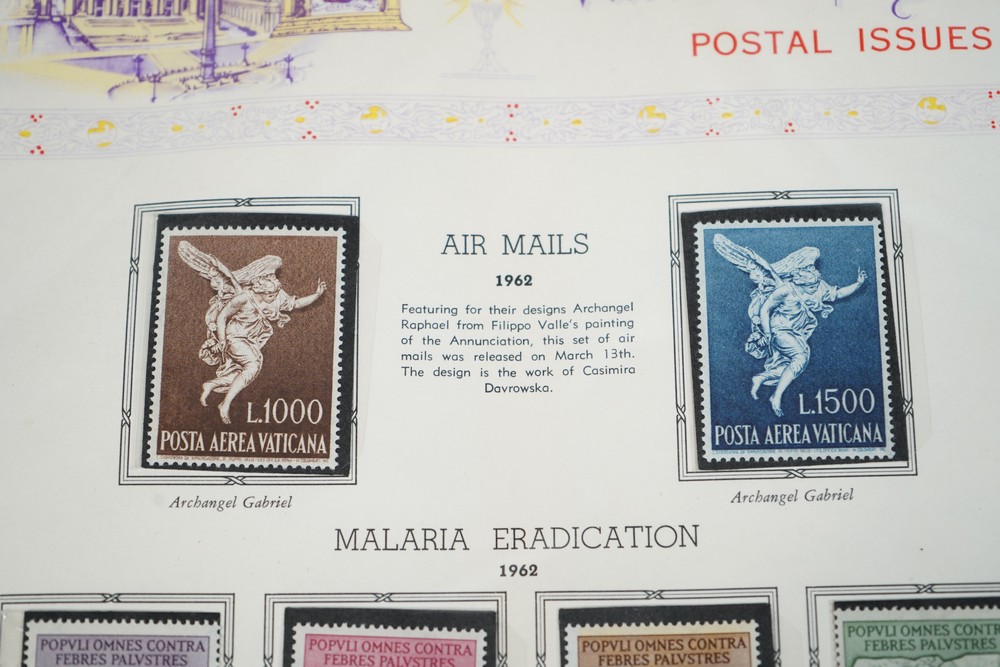 POSTAL ISSUES
AIR MAILS
1962
Featuring for their designs Archangel
Raphael from Filippo Valle's painting
of the Annunciation, this set of air
mails was released on March 13th.
The design is the work of Casimira
Davrowska.
L.1000
POSTA AEREA VATICANA
Archangel Gabriel
L.1500
POSTA AEREA VATICANA
Archangel Gabriel
MALARIA ERADICATION
1962
POPVLI OMNES CONTRA
FEBRES PALVSTRES
POPVLI OMNES CONTRA
FEBRES PALVSTRES
POPVLI OMNES CONTRA
FEBRES PALVSTRES
POPVLI OMNES CONTR
FEBRES PALVSTRES